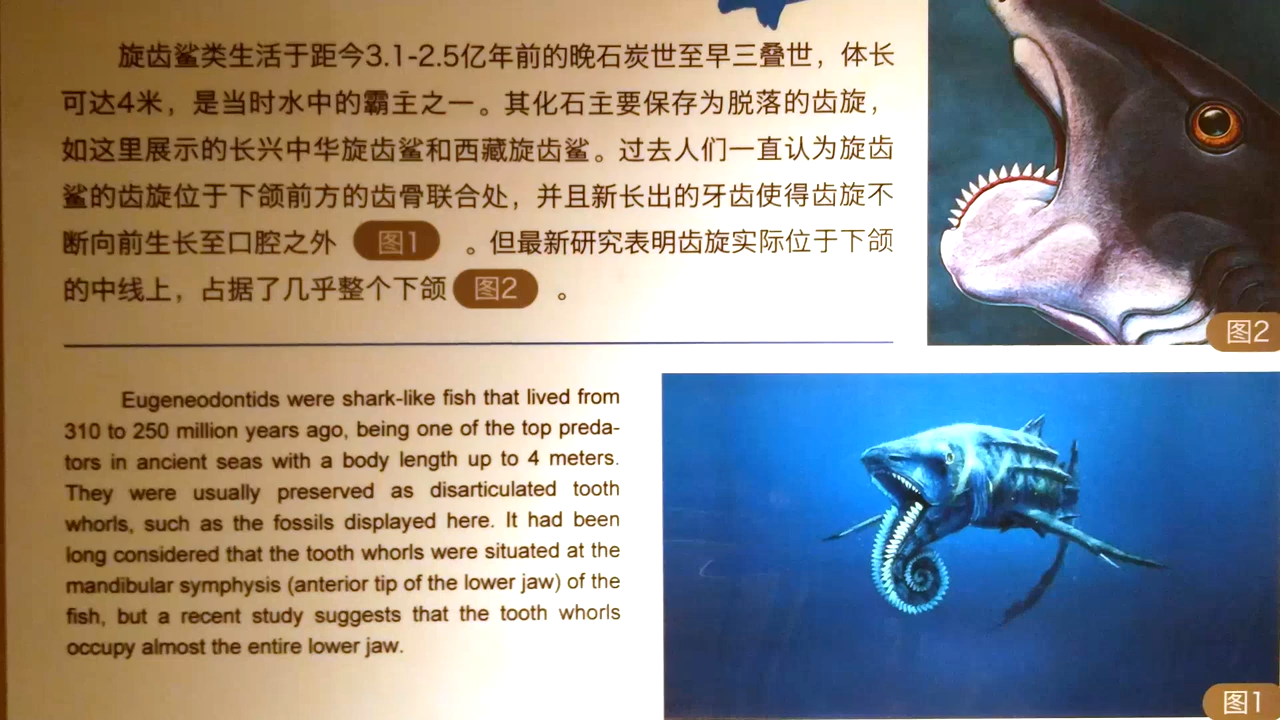 旋齿鲨类生活于距今3.1-2.5亿年前的晚石炭世至早三叠世，体长
可达4米，是当时水中的霸主之一。其化石主要保存为脱落的齿旋，
如这里展示的长兴中华旋齿鲨和西藏旋齿鲨。过去人们一直认为旋齿
鲨的齿旋位于下颌前方的齿骨联合处，并且新长出的牙齿使得齿旋不
断向前生长至口腔之外 图1 。但最新研究表明齿旋实际位于下颌
的中线上，占据了几乎整个下颌 图2 。
图2
Eugeneodontids were shark-like fish that lived from
310 to 250 million years ago, being one of the top preda-
tors in ancient seas with a body length up to 4 meters.
They were usually preserved as disarticulated tooth
whorls, such as the fossils displayed here. It had been
long considered that the tooth whorls were situated at the
mandibular symphysis (anterior tip of the lower jaw) of the
fish, but a recent study suggests that the tooth whorls
occupy almost the entire lower jaw.
图1